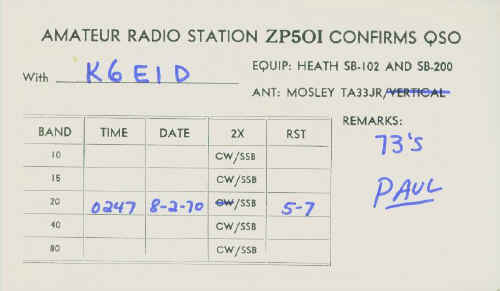 AMATEUR RADIO STATION ZP5OI CONFIRMS QSO
With K6EID
EQUIP: HEATH SB-102 AND SB-200
ANT: MOSLEY TA33JR/VERTICAL
BAND TIME DATE 2X RST
REMARKS:
10 CW/SSB
73's
15 CW/SSB
PAUL
20 0247 8-2-70 CW/SSB 5-7
40 CW/SSB
80 CW/SSB